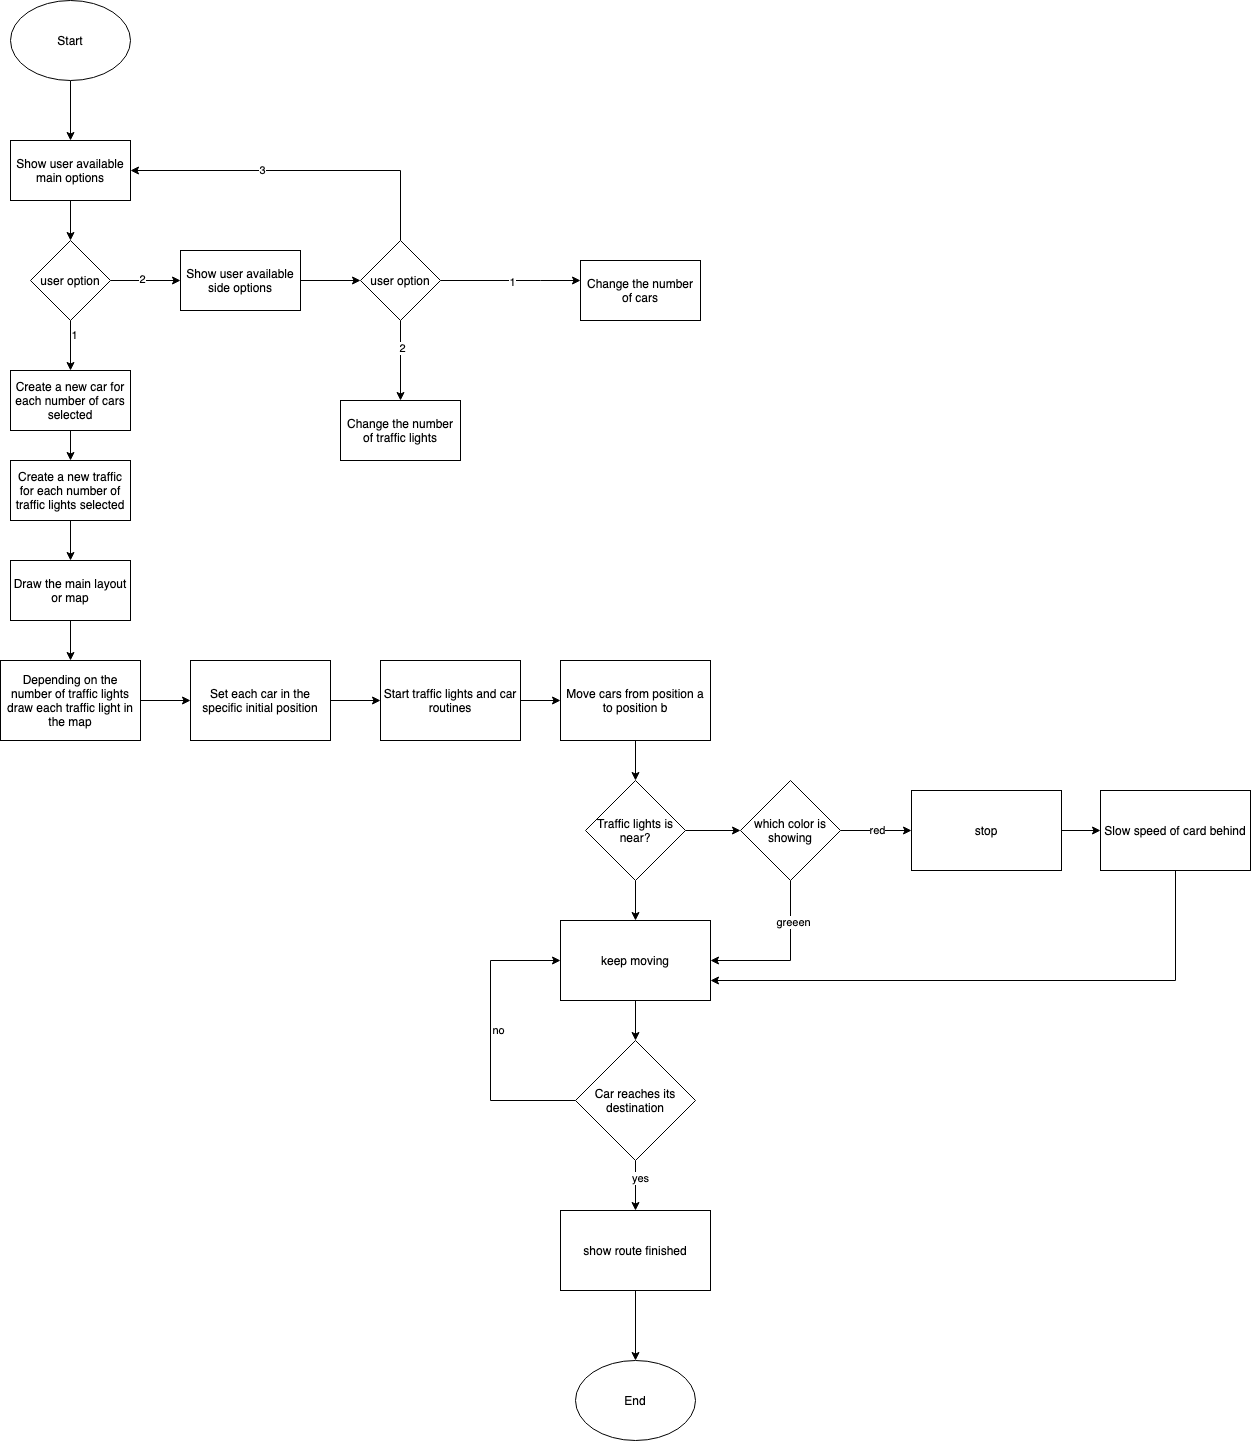 Start
Show user available
main options
3
user option
2
Show user available
side options
user option
1
Change the number
of cars
1
2
Create a new car for
each number of cars
selected
Change the number
of traffic lights
Create a new traffic
for each number of
traffic lights selected
Draw the main layout
or map
Depending on the
number of traffic lights
draw each traffic light in
the map
Set each car in the
specific initial position
Start traffic lights and car
routines
Move cars from position a
to position b
Traffic lights is
near?
which color is
showing
red
stop
Slow speed of card behind
greeen
keep moving
no
Car reaches its
destination
yes
show route finished
End